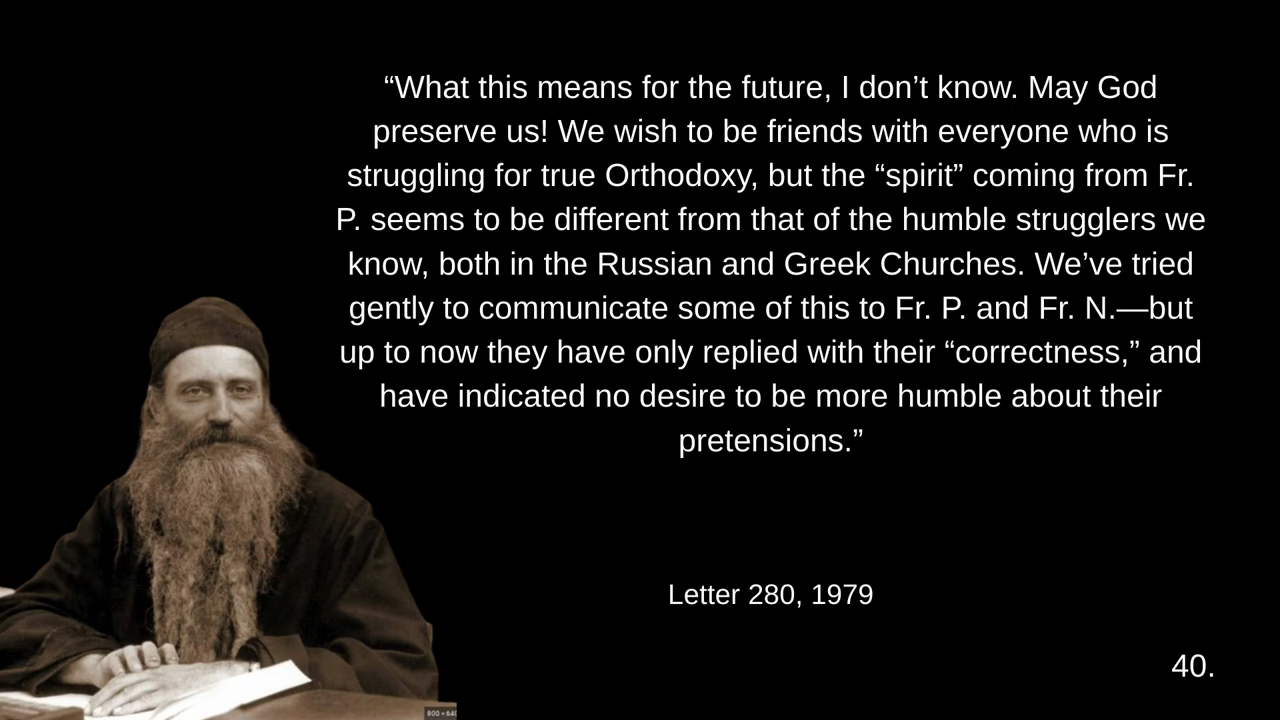 “What this means for the future, I don’t know. May God
preserve us! We wish to be friends with everyone who is
struggling for true Orthodoxy, but the “spirit” coming from Fr.
P. seems to be different from that of the humble strugglers we
know, both in the Russian and Greek Churches. We’ve tried
gently to communicate some of this to Fr. P. and Fr. N.—but
up to now they have only replied with their “correctness,” and
have indicated no desire to be more humble about their
pretensions.”
Letter 280, 1979
40.
800 × 640